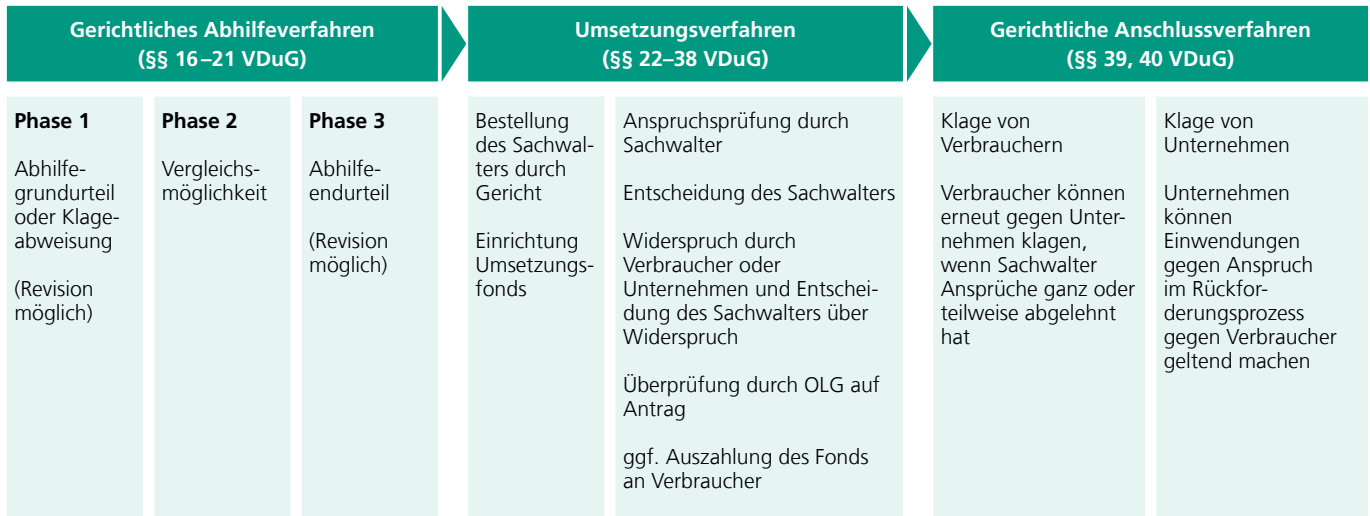 Gerichtliches Abhilfeverfahren
(§§ 16–21 VDuG)
Umsetzungsverfahren
(§§ 22–38 VDuG)
Gerichtliche Anschlussverfahren
(§§ 39, 40 VDuG)
Phase 1
Abhilfe-
grundurteil
oder Klage-
abweisung
(Revision
möglich)
Phase 2
Vergleichs-
möglichkeit
Phase 3
Abhilfe-
endurteil
(Revision
möglich)
Bestellung
des Sachwal-
ters durch
Gericht
Einrichtung
Umsetzungs-
fonds
Anspruchsprüfung durch
Sachwalter
Entscheidung des Sachwalters
Widerspruch durch
Verbraucher oder
Unternehmen und Entschei-
dung des Sachwalters über
Widerspruch
Überprüfung durch OLG auf
Antrag
ggf. Auszahlung des Fonds
an Verbraucher
Klage von
Verbrauchern
Verbraucher können
erneut gegen Unter-
nehmen klagen,
wenn Sachwalter
Ansprüche ganz oder
teilweise abgelehnt
hat
Klage von
Unternehmen
Unternehmen
können
Einwendungen
gegen Anspruch
im Rückfor-
derungsprozess
gegen Verbraucher
geltend machen